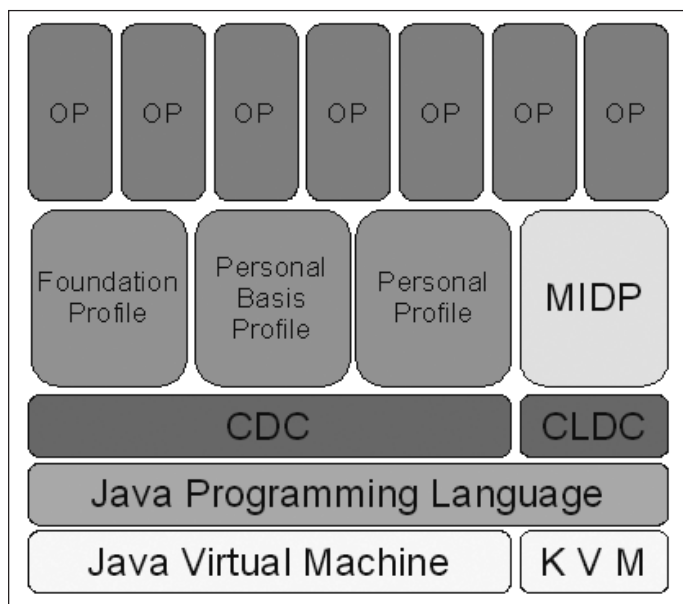 OP OP OP OP OP OP OP
Foundation
Profile
Personal
Basis
Profile
Personal
Profile
MIDP
CDC
CLDC
Java Programming Language
Java Virtual Machine
K V M